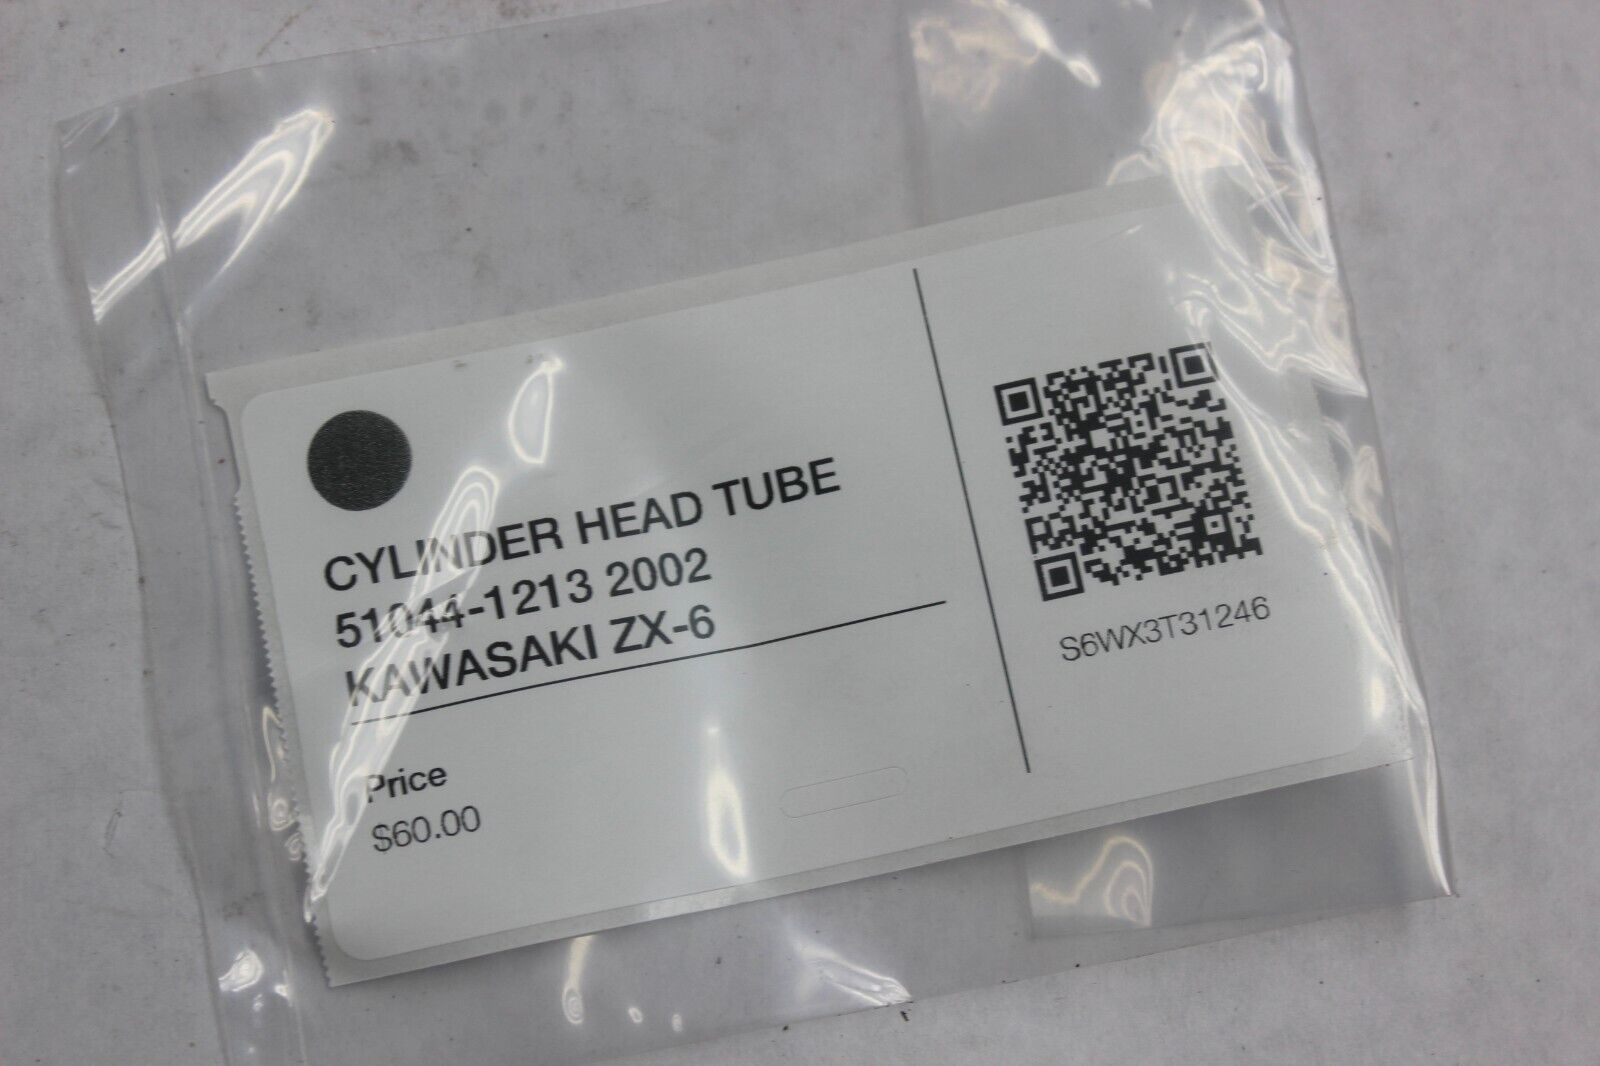 CYLINDER HEAD TUBE
51044-1213 2002
KAWASAKI ZX-6
Price
$60.00
S6WX3T31246